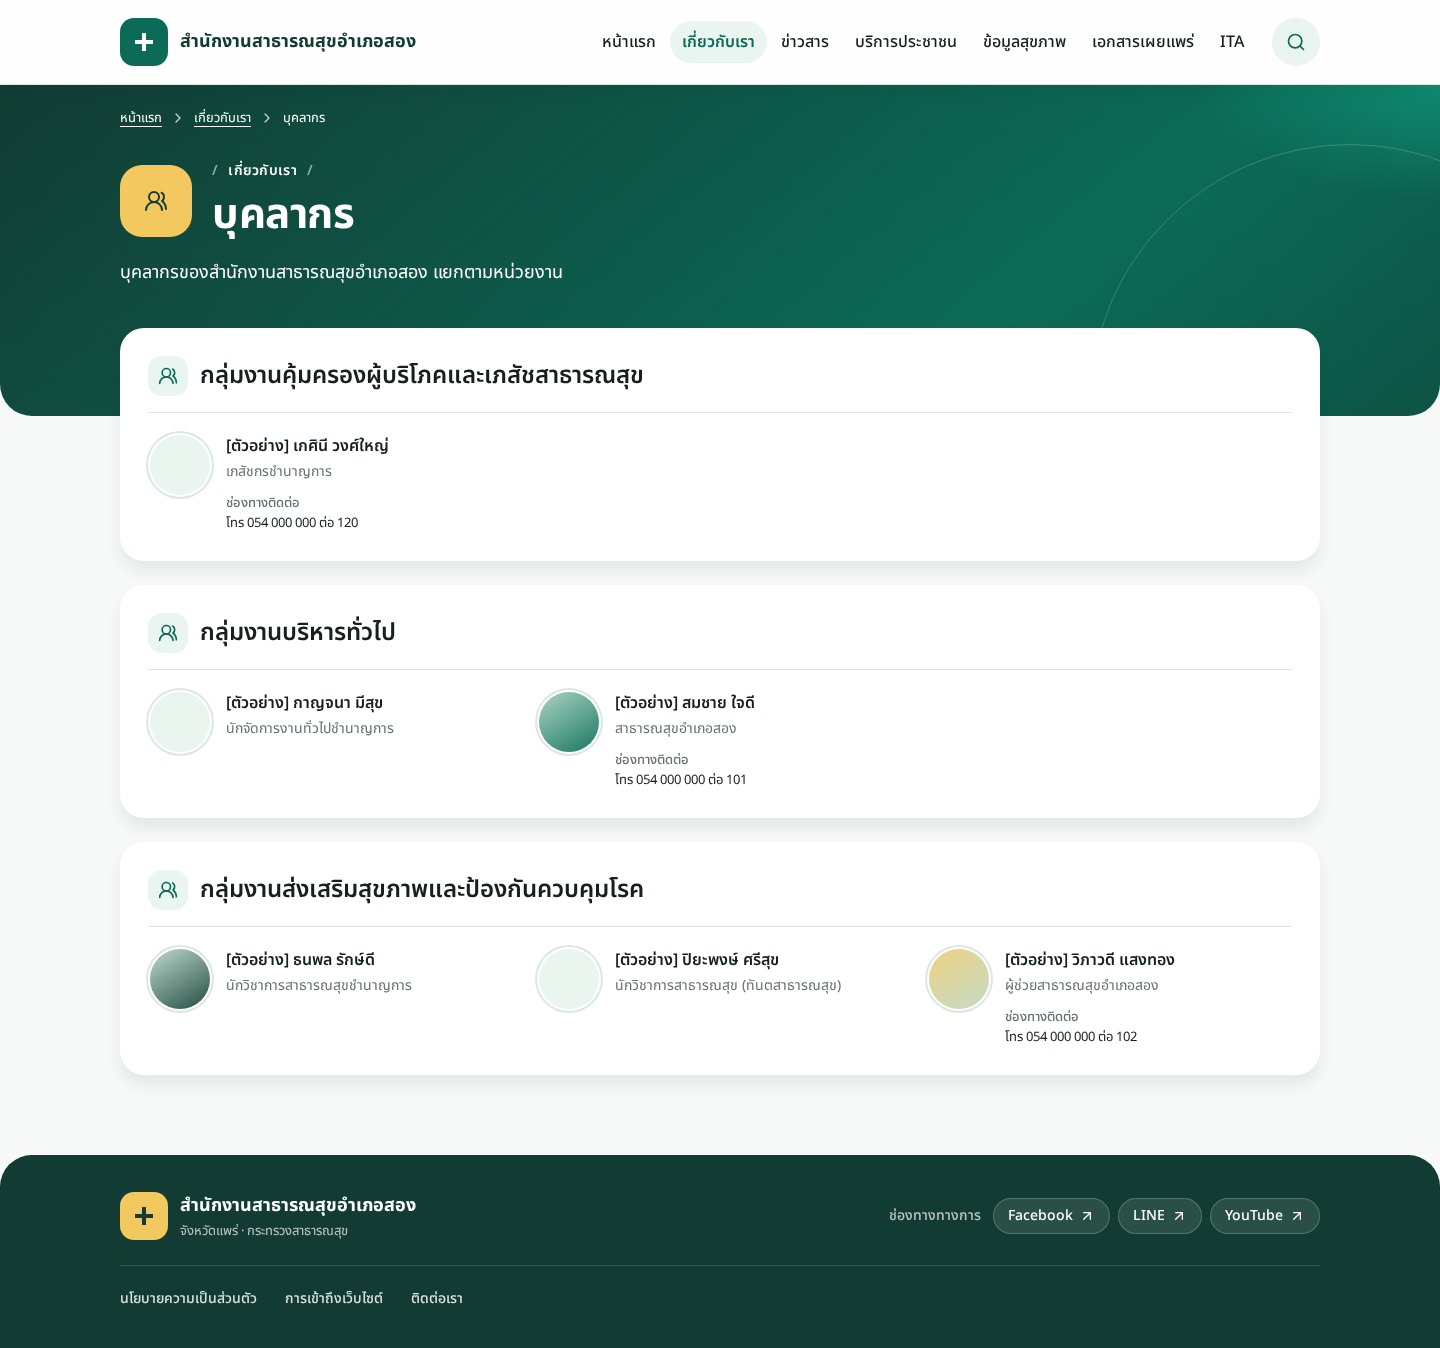 สำนักงานสาธารณสุขอำเภอสอง
หน้าแรก เกี่ยวกับเรา ข่าวสาร บริการประชาชน ข้อมูลสุขภาพ เอกสารเผยแพร่ ITA
หน้าแรก เกี่ยวกับเรา บุคลากร
/ เกี่ยวกับเรา /
บุคลากร
บุคลากรของสำนักงานสาธารณสุขอำเภอสอง แยกตามหน่วยงาน
กลุ่มงานคุ้มครองผู้บริโภคและเภสัชสาธารณสุข
[ตัวอย่าง] เกศินี วงศ์ใหญ่
เภสัชกรชำนาญการ
ช่องทางติดต่อ
โทร 054 000 000 ต่อ 120
กลุ่มงานบริหารทั่วไป
[ตัวอย่าง] กาญจนา มีสุข
นักจัดการงานทั่วไปชำนาญการ
[ตัวอย่าง] สมชาย ใจดี
สาธารณสุขอำเภอสอง
ช่องทางติดต่อ
โทร 054 000 000 ต่อ 101
กลุ่มงานส่งเสริมสุขภาพและป้องกันควบคุมโรค
[ตัวอย่าง] ธนพล รักษ์ดี
นักวิชาการสาธารณสุขชำนาญการ
[ตัวอย่าง] ปิยะพงษ์ ศรีสุข
นักวิชาการสาธารณสุข (ทันตสาธารณสุข)
[ตัวอย่าง] วิภาวดี แสงทอง
ผู้ช่วยสาธารณสุขอำเภอสอง
ช่องทางติดต่อ
โทร 054 000 000 ต่อ 102
สำนักงานสาธารณสุขอำเภอสอง
จังหวัดแพร่ · กระทรวงสาธารณสุข
ช่องทางทางการ Facebook LINE YouTube
นโยบายความเป็นส่วนตัว การเข้าถึงเว็บไซต์ ติดต่อเรา